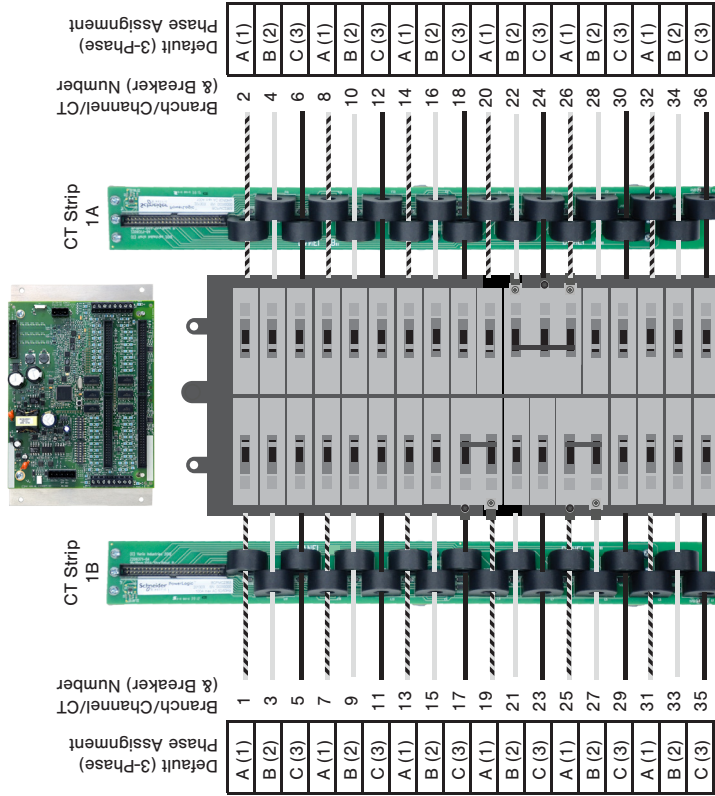 Default (3-Phase)
Phase Assignment
A (1) B (2) C (3) A (1) B (2) C (3) A (1) B (2) C (3) A (1) B (2) C (3) A (1) B (2) C (3) A (1) B (2) C (3)
Branch/Channel/CT
(& Breaker Number)
2 4 6 8 10 12 14 16 18 20 22 24 26 28 30 32 34 36
CT Strip
1A
CT Strip
1B
Schneider PowerLogic
Branch/Channel/CT
(& Breaker Number)
1 3 5 7 9 11 13 15 17 19 21 23 25 27 29 31 33 35
Default (3-Phase)
Phase Assignment
A (1) B (2) C (3) A (1) B (2) C (3) A (1) B (2) C (3) A (1) B (2) C (3) A (1) B (2) C (3) A (1) B (2) C (3)